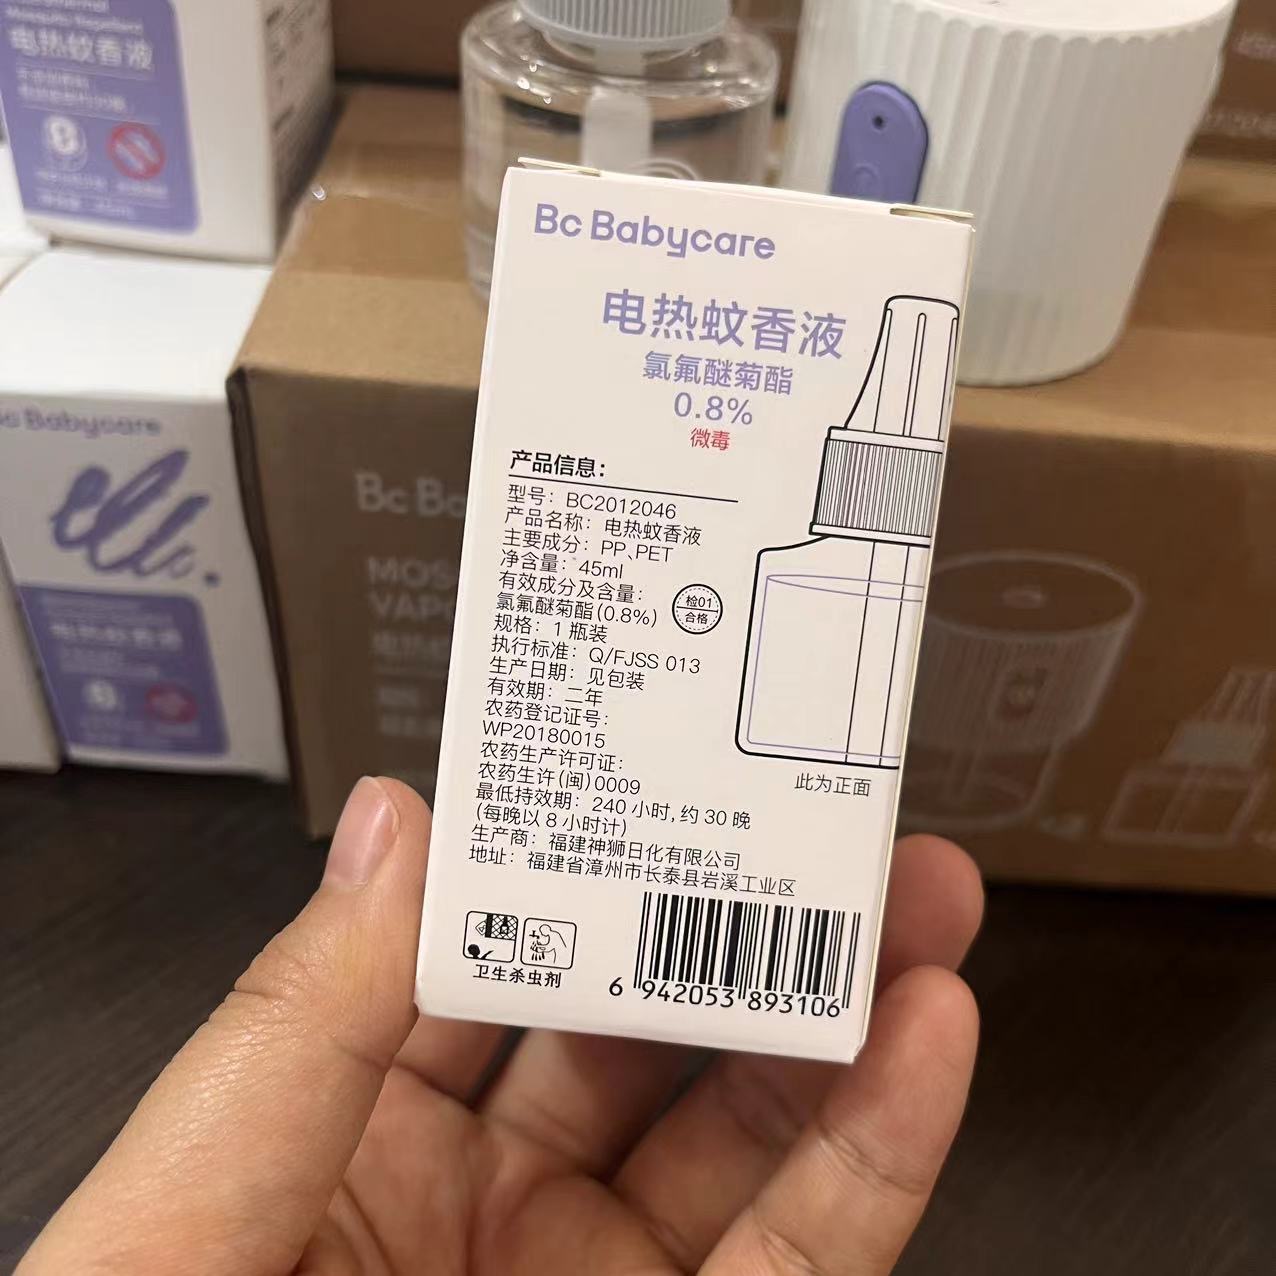 电热蚊香液
Bc Babycare
电热蚊香液
氯氟醚菊酯
0.8%
微毒
产品信息：
型号：BC2012046
产品名称：电热蚊香液
主要成分：PP、PET
净含量：45ml
有效成分及含量：
氯氟醚菊酯(0.8%)
检01
合格
规格：1 瓶装
执行标准：Q/FJSS 013
生产日期：见包装
有效期：二年
农药登记证号：
WP20180015
农药生产许可证：
农药生许(闽)0009
最低持效期：240 小时,约 30 晚
(每晚以 8 小时计)
生产商：福建神狮日化有限公司
地址：福建省漳州市长泰县岩溪工业区
此为正面
卫生杀虫剂
6 942053 893106
Babycare
电热蚊香液
Bc